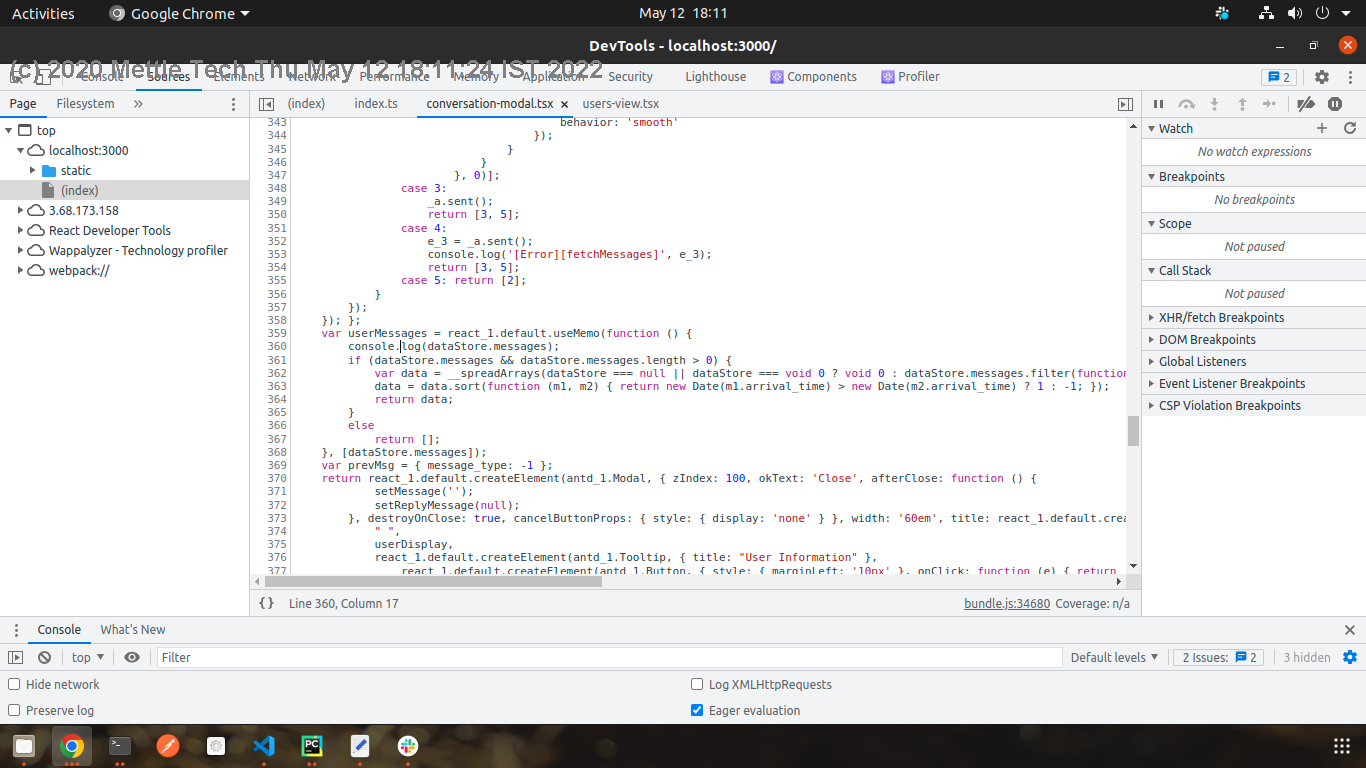 Activities
Google Chrome
May 12 18:11
DevTools - localhost:3000/
(c) 2020 Mettle Tech Thu May 12 18:11:24 IST 2022
Console
Sources
Elements
Network
Performance
Memory
Application
Security
Lighthouse
Components
Profiler
2
Page
Filesystem
(index)
index.ts
conversation-modal.tsx
users-view.tsx
top
localhost:3000
static
(index)
3.68.173.158
React Developer Tools
Wappalyzer - Technology profiler
webpack://
343 behavior: 'smooth'
344 });
345 }
346 }
347 }, 0)];
348 case 3:
349 _a.sent();
350 return [3, 5];
351 case 4:
352 e_3 = _a.sent();
353 console.log('[Error][fetchMessages]', e_3);
354 return [3, 5];
355 case 5: return [2];
356 }
357 });
358 }); };
359 var userMessages = react_1.default.useMemo(function () {
360 console.log(dataStore.messages);
361 if (dataStore.messages && dataStore.messages.length > 0) {
362 var data = __spreadArrays(dataStore === null || dataStore === void 0 ? void 0 : dataStore.messages.filter(function
363 data = data.sort(function (m1, m2) { return new Date(m1.arrival_time) > new Date(m2.arrival_time) ? 1 : -1; });
364 return data;
365 }
366 else
367 return [];
368 }, [dataStore.messages]);
369 var prevMsg = { message_type: -1 };
370 return react_1.default.createElement(antd_1.Modal, { zIndex: 100, okText: 'Close', afterClose: function () {
371 setMessage('');
372 setReplyMessage(null);
373 }, destroyOnClose: true, cancelButtonProps: { style: { display: 'none' } }, width: '60em', title: react_1.default.crea
374 " ",
375 userDisplay,
376 react_1.default.createElement(antd_1.Tooltip, { title: "User Information" },
377 react_1.default.createElement(antd_1.Button, { style: { marginLeft: '10px' }, onClick: function (e) { return
{} Line 360, Column 17
bundle.js:34680 Coverage: n/a
Watch
No watch expressions
Breakpoints
No breakpoints
Scope
Not paused
Call Stack
Not paused
XHR/fetch Breakpoints
DOM Breakpoints
Global Listeners
Event Listener Breakpoints
CSP Violation Breakpoints
Console
What's New
top
Filter
Default levels
2 Issues: 2
3 hidden
Hide network
Log XMLHttpRequests
Preserve log
Eager evaluation